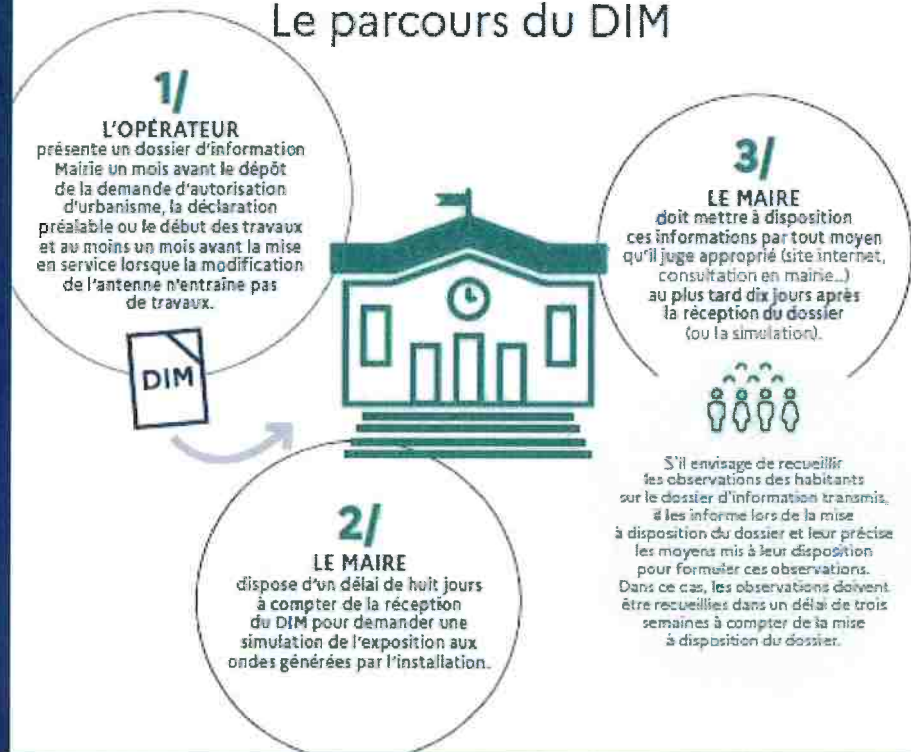 Le parcours du DIM
1/
L'OPÉRATEUR
présente un dossier d'information
Mairie un mois avant le dépôt
de la demande d'autorisation
d'urbanisme, la déclaration
préalable ou le début des travaux
et au moins un mois avant la mise
en service lorsque la modification
de l'antenne n'entraîne pas
de travaux.
DIM
2/
LE MAIRE
dispose d'un délai de huit jours
à compter de la réception
du DIM pour demander une
simulation de l'exposition aux
ondes générées par l'installation.
3/
LE MAIRE
doit mettre à disposition
ces informations par tout moyen
qu'il juge approprié (site internet,
consultation en mairie...)
au plus tard dix jours après
la réception du dossier
(ou la simulation).
S'il envisage de recueillir
les observations des habitants
sur le dossier d'information transmis,
il les informe lors de la mise
à disposition du dossier et leur précise
les moyens mis à leur disposition
pour formuler ces observations.
Dans ce cas, les observations doivent
être recueillies dans un délai de trois
semaines à compter de la mise
à disposition du dossier.